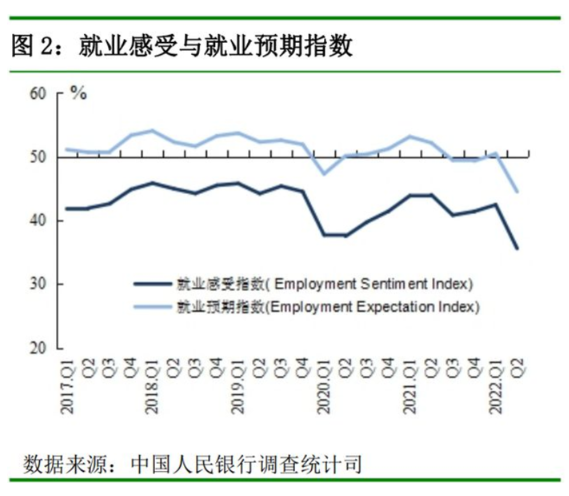 图 2：就业感受与就业预期指数
%
60
50
40
30
20
就业感受指数( Employment Sentiment Index)
就业预期指数(Employment Expectation Index)
2017.Q1
Q2
Q3
Q4
2018.Q1
Q2
Q3
Q4
2019.Q1
Q2
Q3
Q4
2020.Q1
Q2
Q3
Q4
2021.Q1
Q2
Q3
Q4
2022.Q1
Q2
数据来源：中国人民银行调查统计司